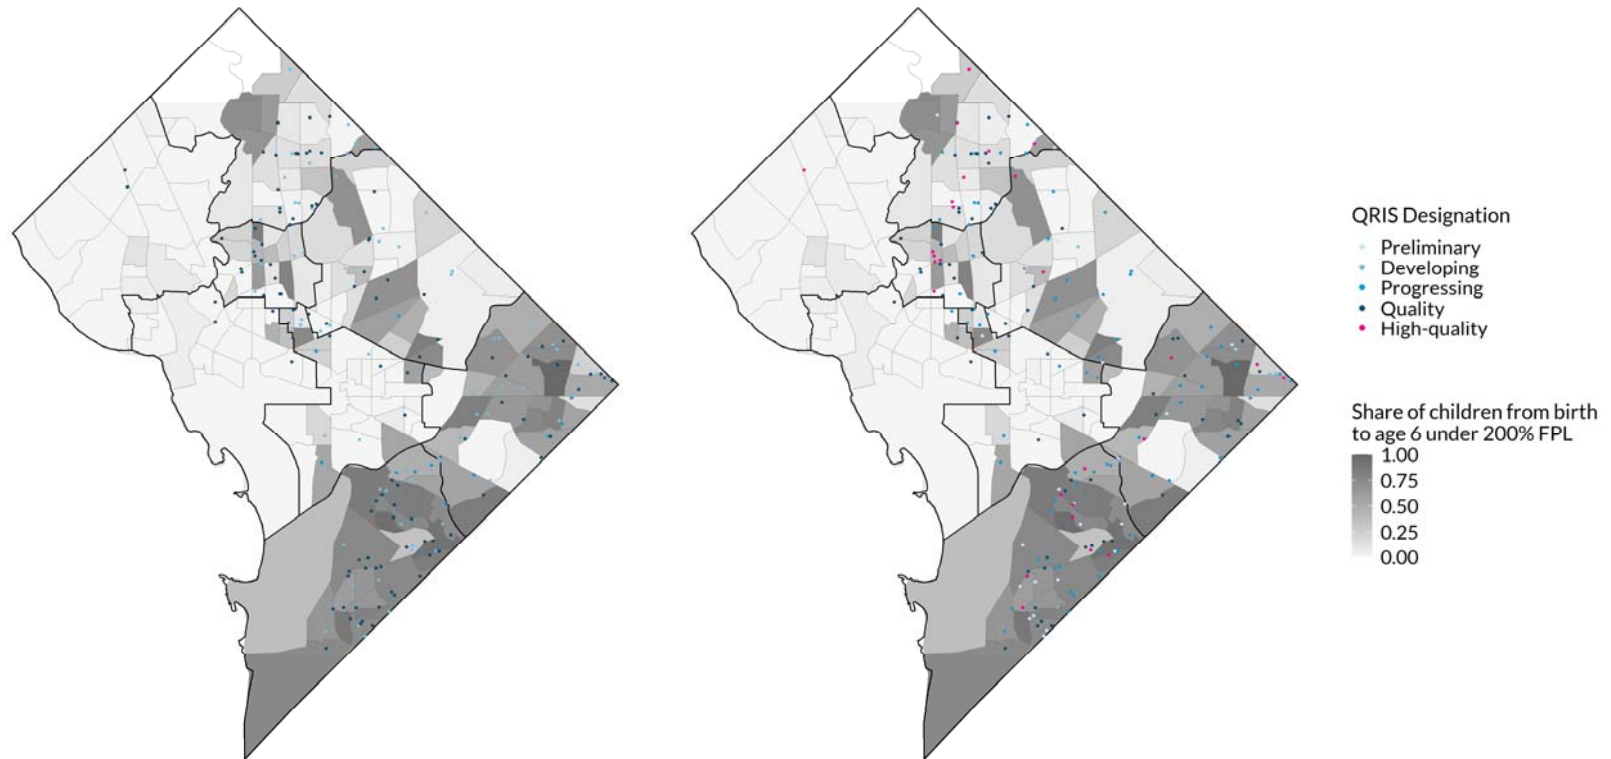 QRIS Designation
Preliminary
Developing
Progressing
Quality
High-quality
Share of children from birth
to age 6 under 200% FPL
1.00
0.75
0.50
0.25
0.00